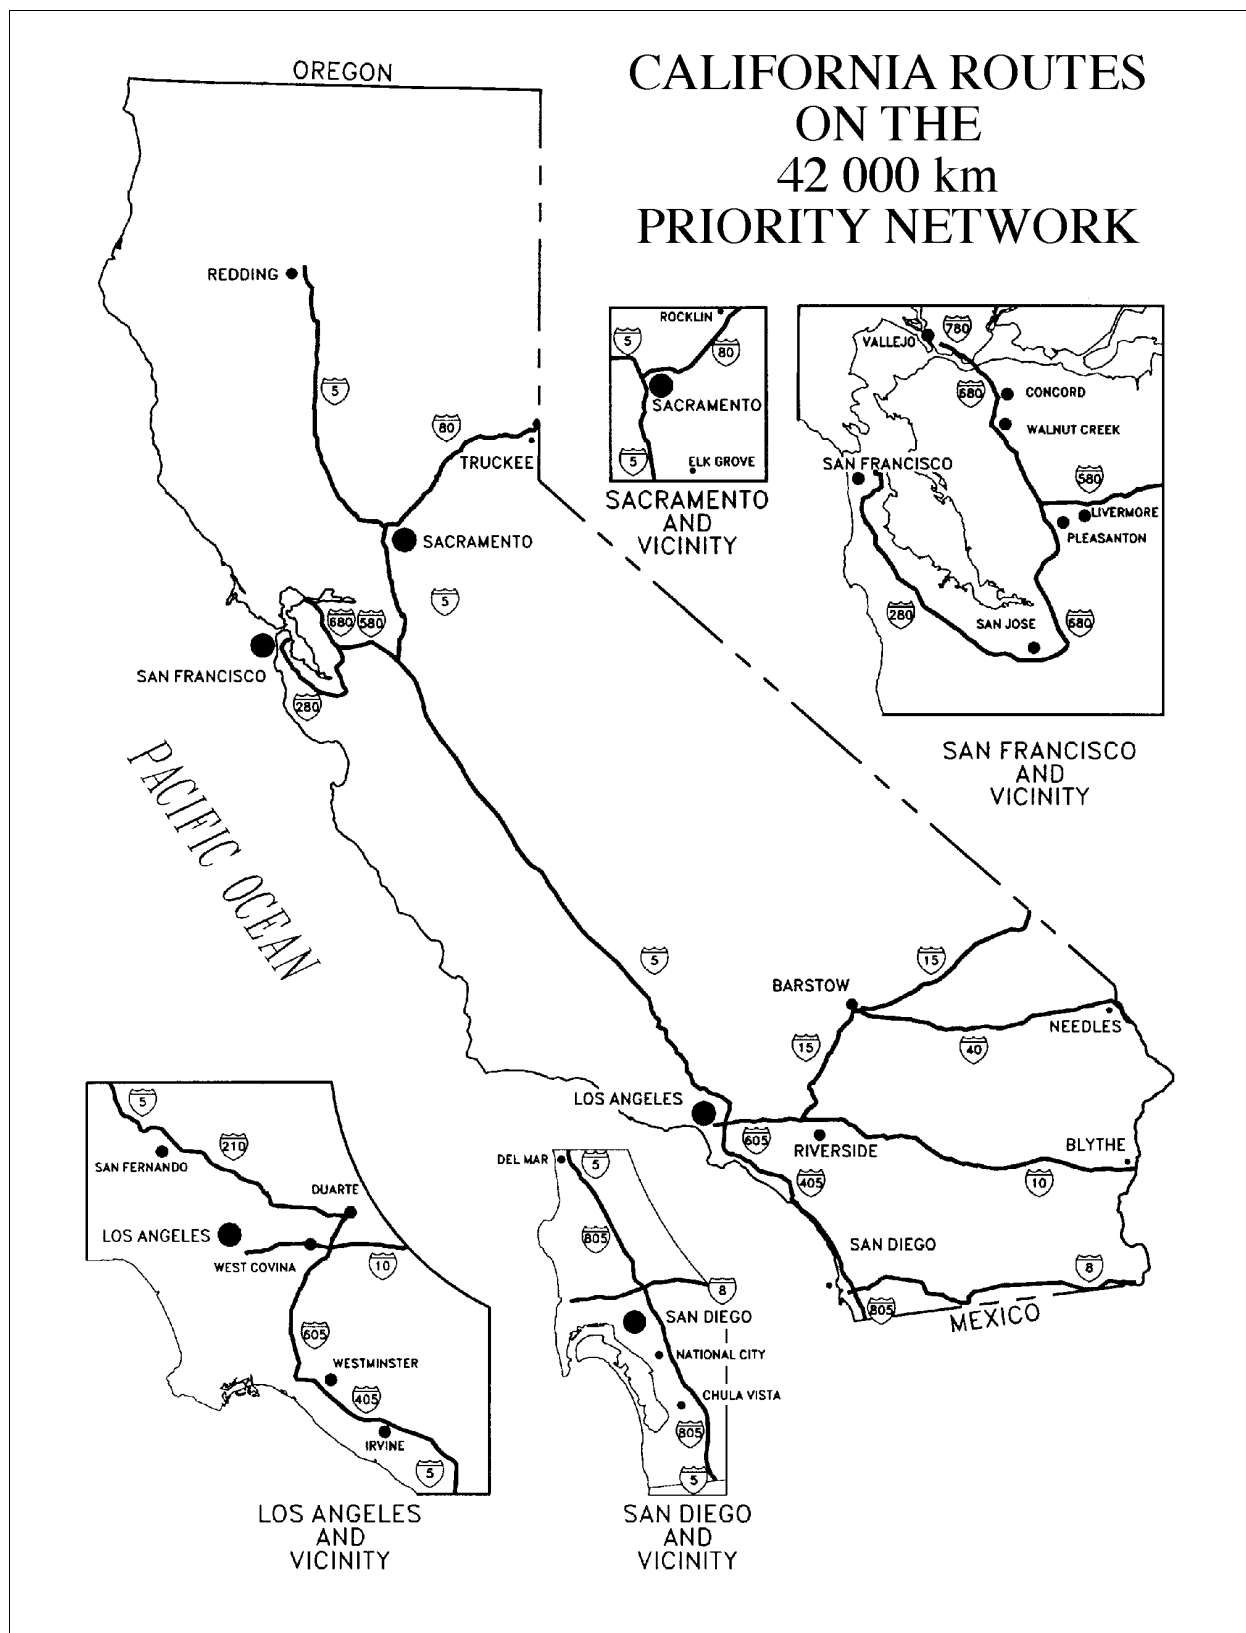 CALIFORNIA ROUTES
ON THE
42 000 km
PRIORITY NETWORK
OREGON
REDDING
5
80
TRUCKEE
SACRAMENTO
5
680
580
SAN FRANCISCO
280
PACIFIC OCEAN
5
15
BARSTOW
NEEDLES
15
40
LOS ANGELES
605
RIVERSIDE
BLYTHE
405
10
SAN DIEGO
8
805
MEXICO
ROCKLIN
5
80
SACRAMENTO
5
ELK GROVE
SACRAMENTO
AND
VICINITY
780
VALLEJO
680
CONCORD
WALNUT CREEK
SAN FRANCISCO
580
LIVERMORE
PLEASANTON
280
SAN JOSE
680
SAN FRANCISCO
AND
VICINITY
5
210
SAN FERNANDO
DUARTE
LOS ANGELES
WEST COVINA
10
605
WESTMINSTER
405
IRVINE
5
LOS ANGELES
AND
VICINITY
DEL MAR
5
805
8
SAN DIEGO
NATIONAL CITY
CHULA VISTA
805
5
SAN DIEGO
AND
VICINITY